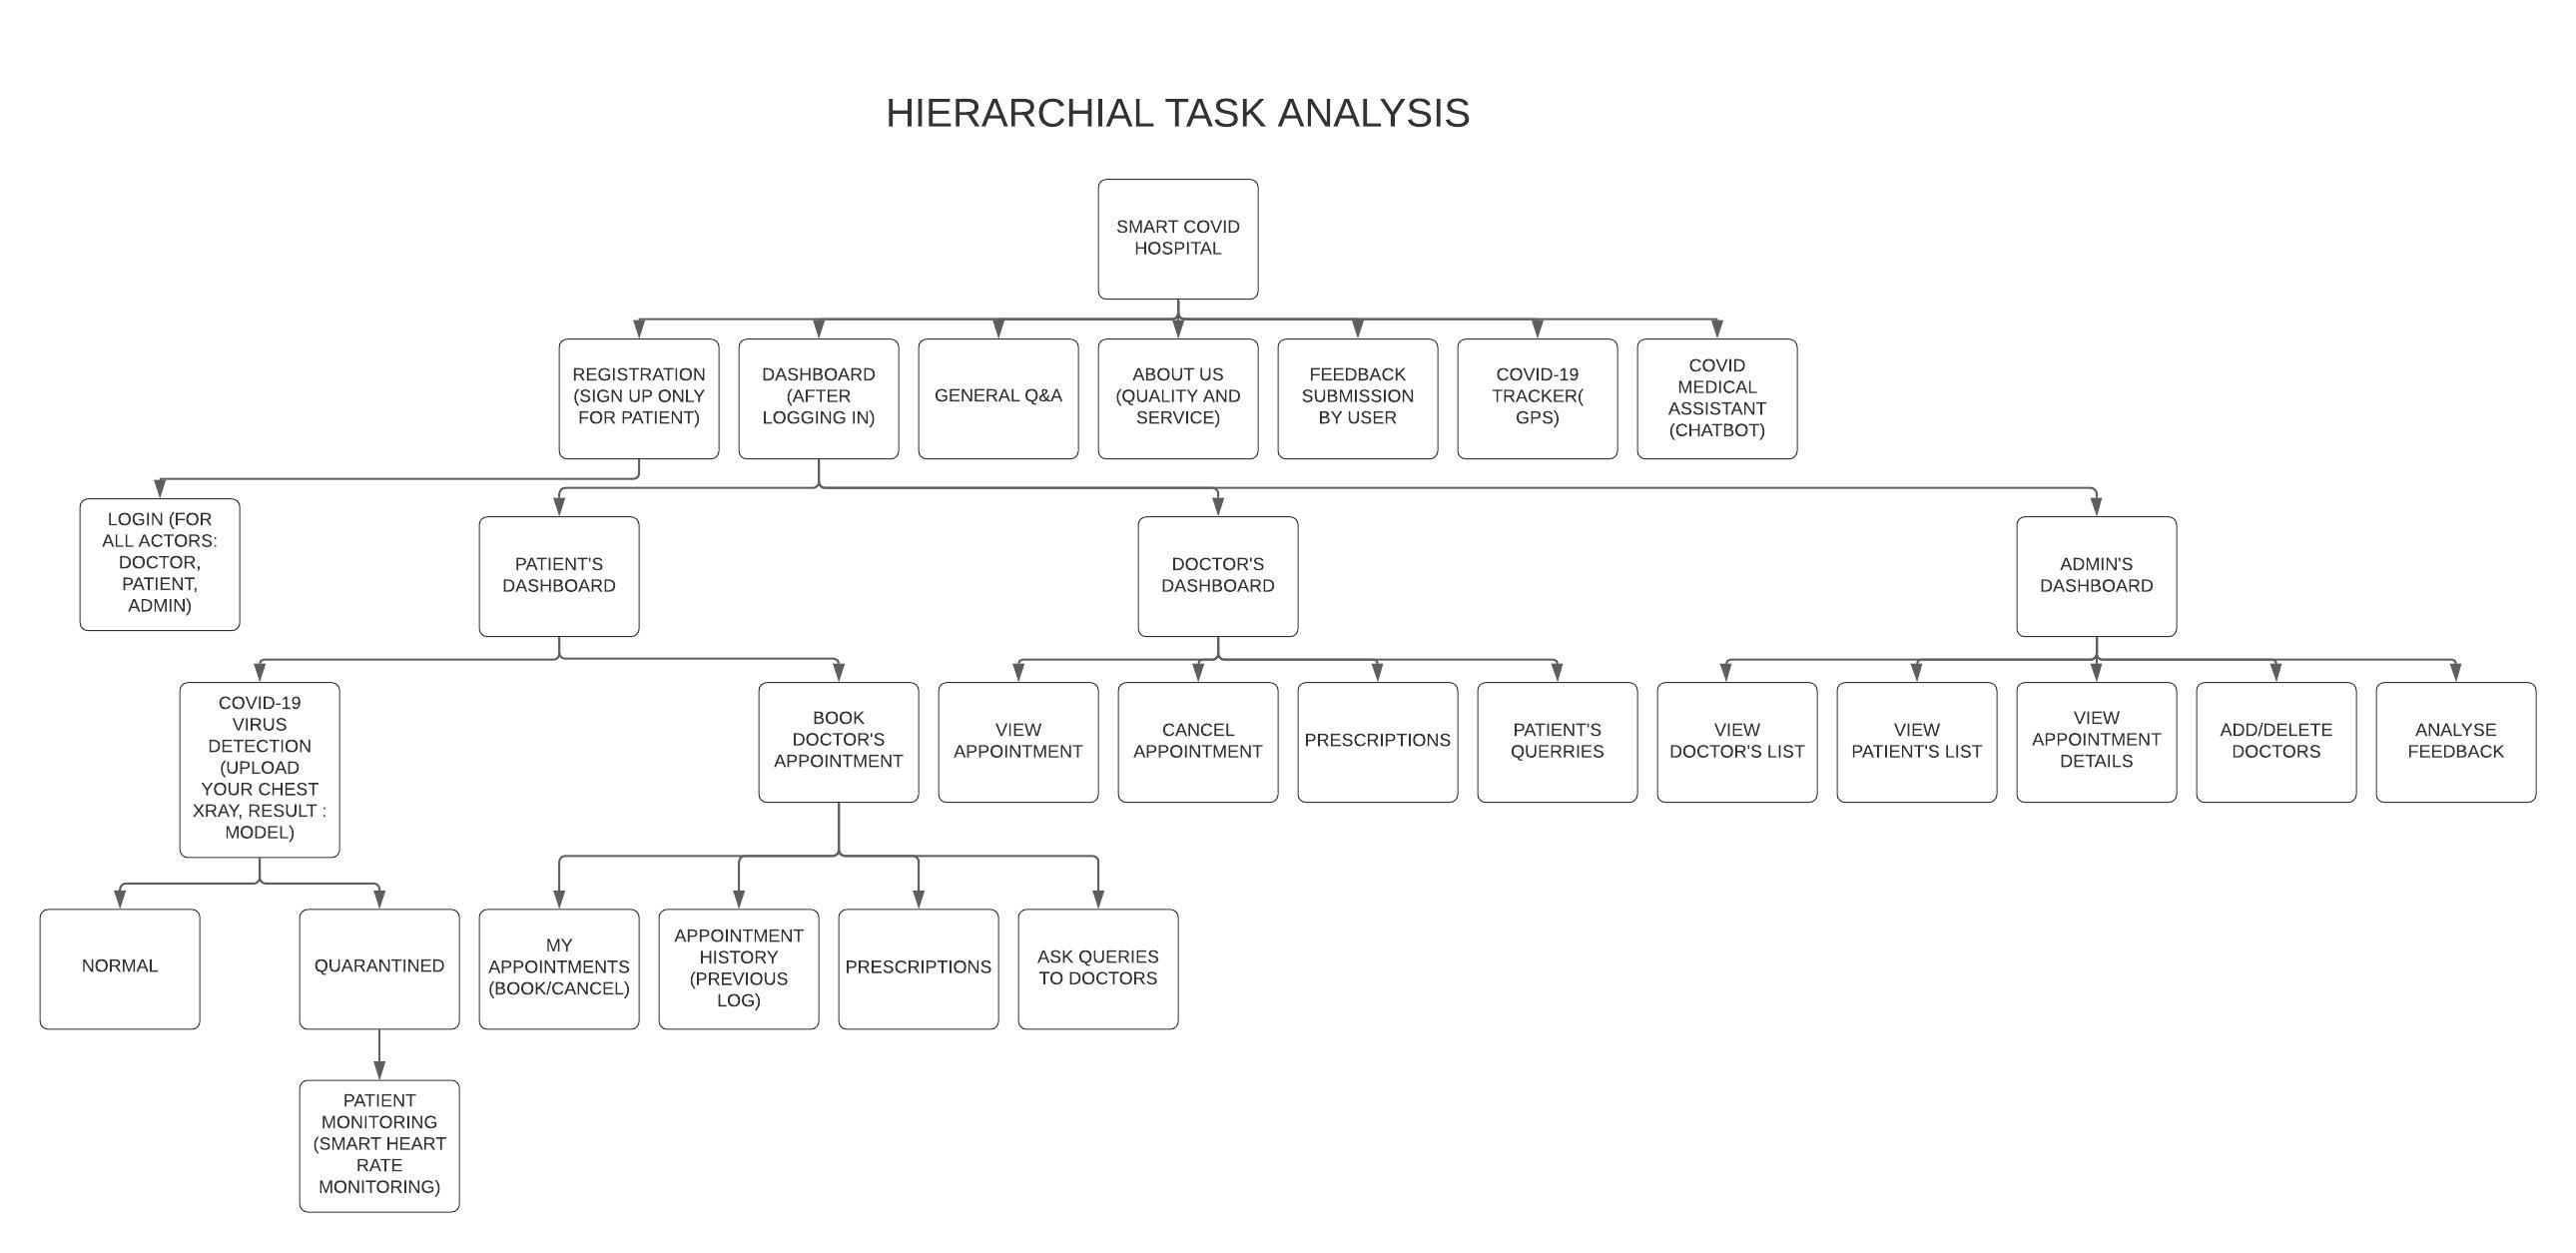 HIERARCHIAL TASK ANALYSIS
SMART COVID
HOSPITAL
REGISTRATION
(SIGN UP ONLY
FOR PATIENT)
DASHBOARD
(AFTER
LOGGING IN)
GENERAL Q&A
ABOUT US
(QUALITY AND
SERVICE)
FEEDBACK
SUBMISSION
BY USER
COVID-19
TRACKER(
GPS)
COVID
MEDICAL
ASSISTANT
(CHATBOT)
LOGIN (FOR
ALL ACTORS:
DOCTOR,
PATIENT,
ADMIN)
PATIENT'S
DASHBOARD
DOCTOR'S
DASHBOARD
ADMIN'S
DASHBOARD
COVID-19
VIRUS
DETECTION
(UPLOAD
YOUR CHEST
XRAY, RESULT :
MODEL)
BOOK
DOCTOR'S
APPOINTMENT
VIEW
APPOINTMENT
CANCEL
APPOINTMENT
PRESCRIPTIONS
PATIENT'S
QUERRIES
VIEW
DOCTOR'S LIST
VIEW
PATIENT'S LIST
VIEW
APPOINTMENT
DETAILS
ADD/DELETE
DOCTORS
ANALYSE
FEEDBACK
NORMAL
QUARANTINED
MY
APPOINTMENTS
(BOOK/CANCEL)
APPOINTMENT
HISTORY
(PREVIOUS
LOG)
PRESCRIPTIONS
ASK QUERIES
TO DOCTORS
PATIENT
MONITORING
(SMART HEART
RATE
MONITORING)